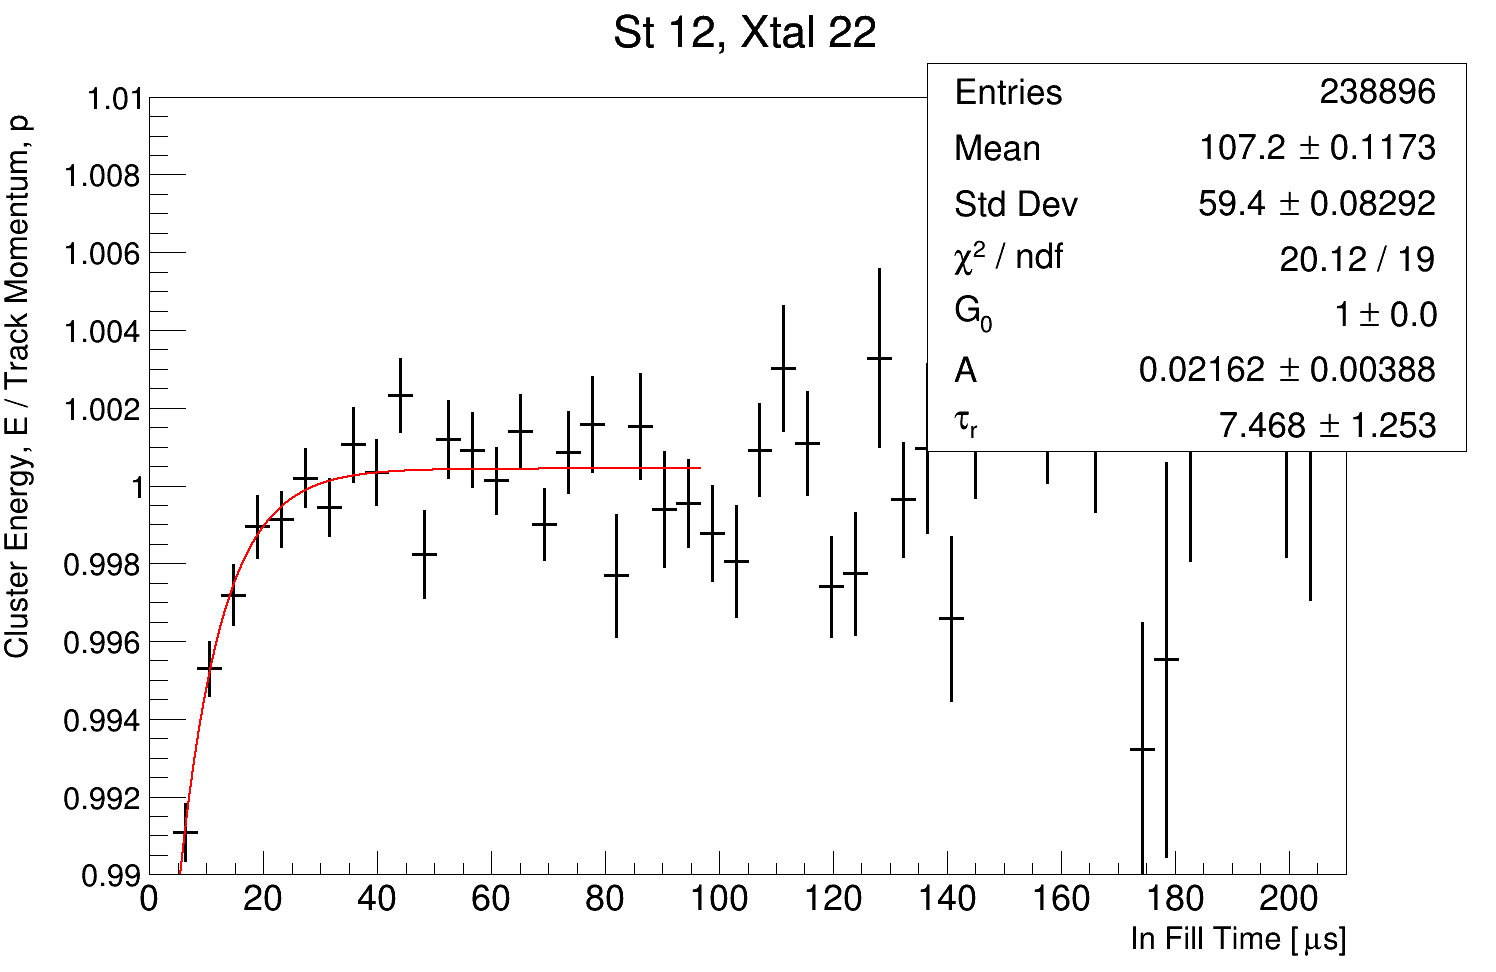 St 12, Xtal 22
Entries 238896
Mean 107.2 ± 0.1173
Std Dev 59.4 ± 0.08292
χ² / ndf 20.12 / 19
G₀ 1 ± 0.0
A 0.02162 ± 0.00388
τᵣ 7.468 ± 1.253
Cluster Energy, E / Track Momentum, p
1.01
1.008
1.006
1.004
1.002
1
0.998
0.996
0.994
0.992
0.99
0 20 40 60 80 100 120 140 160 180 200
In Fill Time [μs]